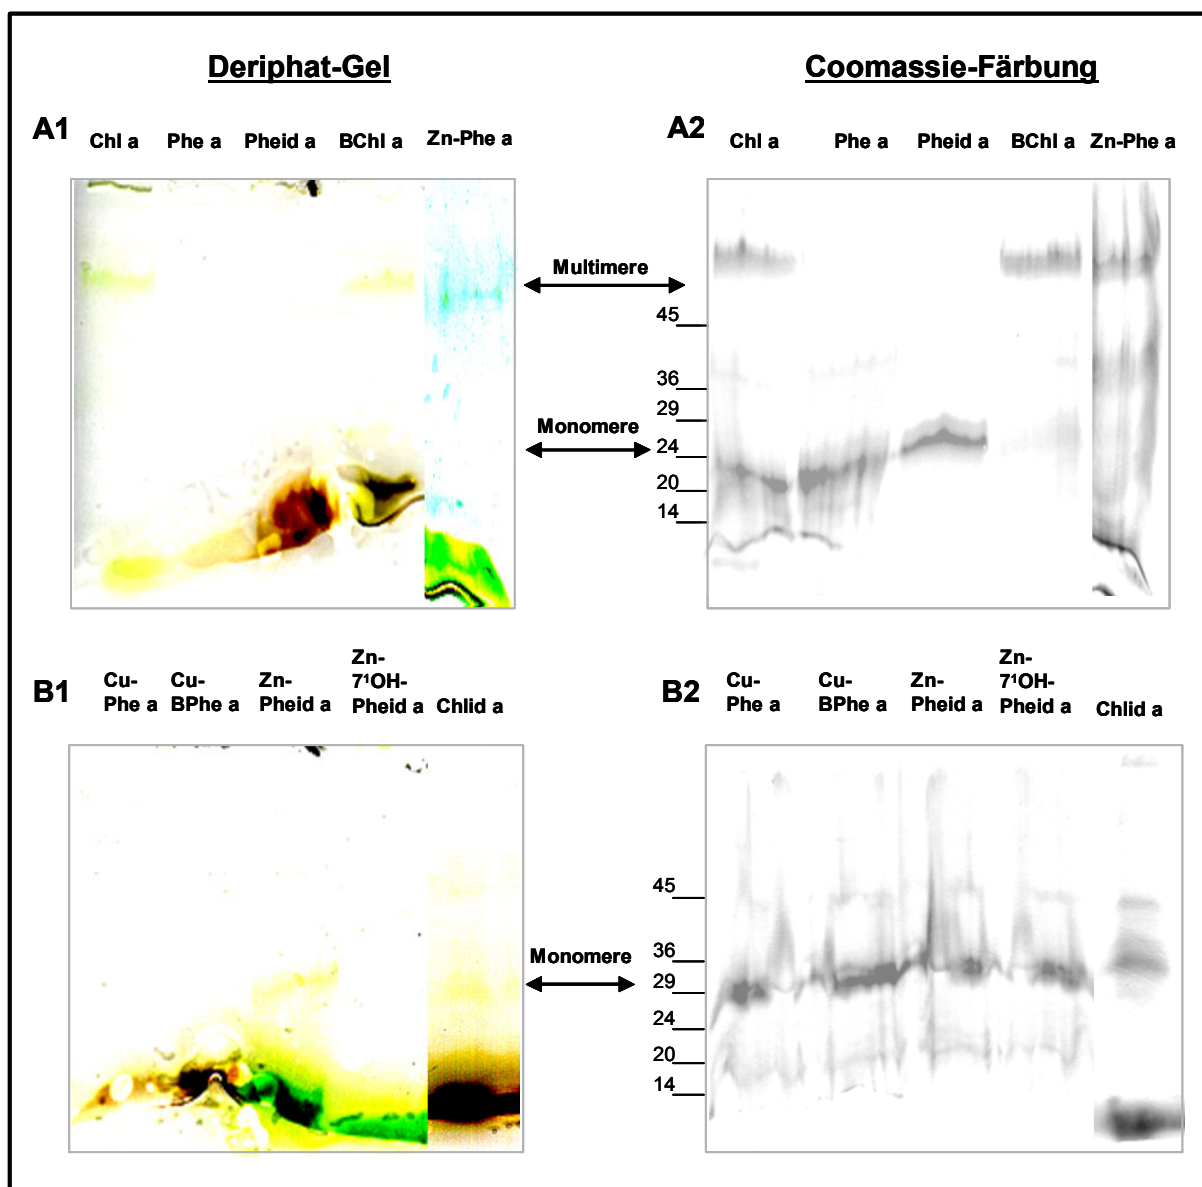 Deriphat-Gel
Coomassie-Färbung
A1
Chl a Phe a Pheid a BChl a Zn-Phe a
A2
Chl a Phe a Pheid a BChl a Zn-Phe a
Multimere
45
36
29
Monomere
24
20
14
B1
Cu-
Phe a
Cu-
BPhe a
Zn-
Pheid a
Zn-
7¹OH-
Pheid a
Chlid a
B2
Cu-
Phe a
Cu-
BPhe a
Zn-
Pheid a
Zn-
7¹OH-
Pheid a
Chlid a
45
36
Monomere
29
24
20
14